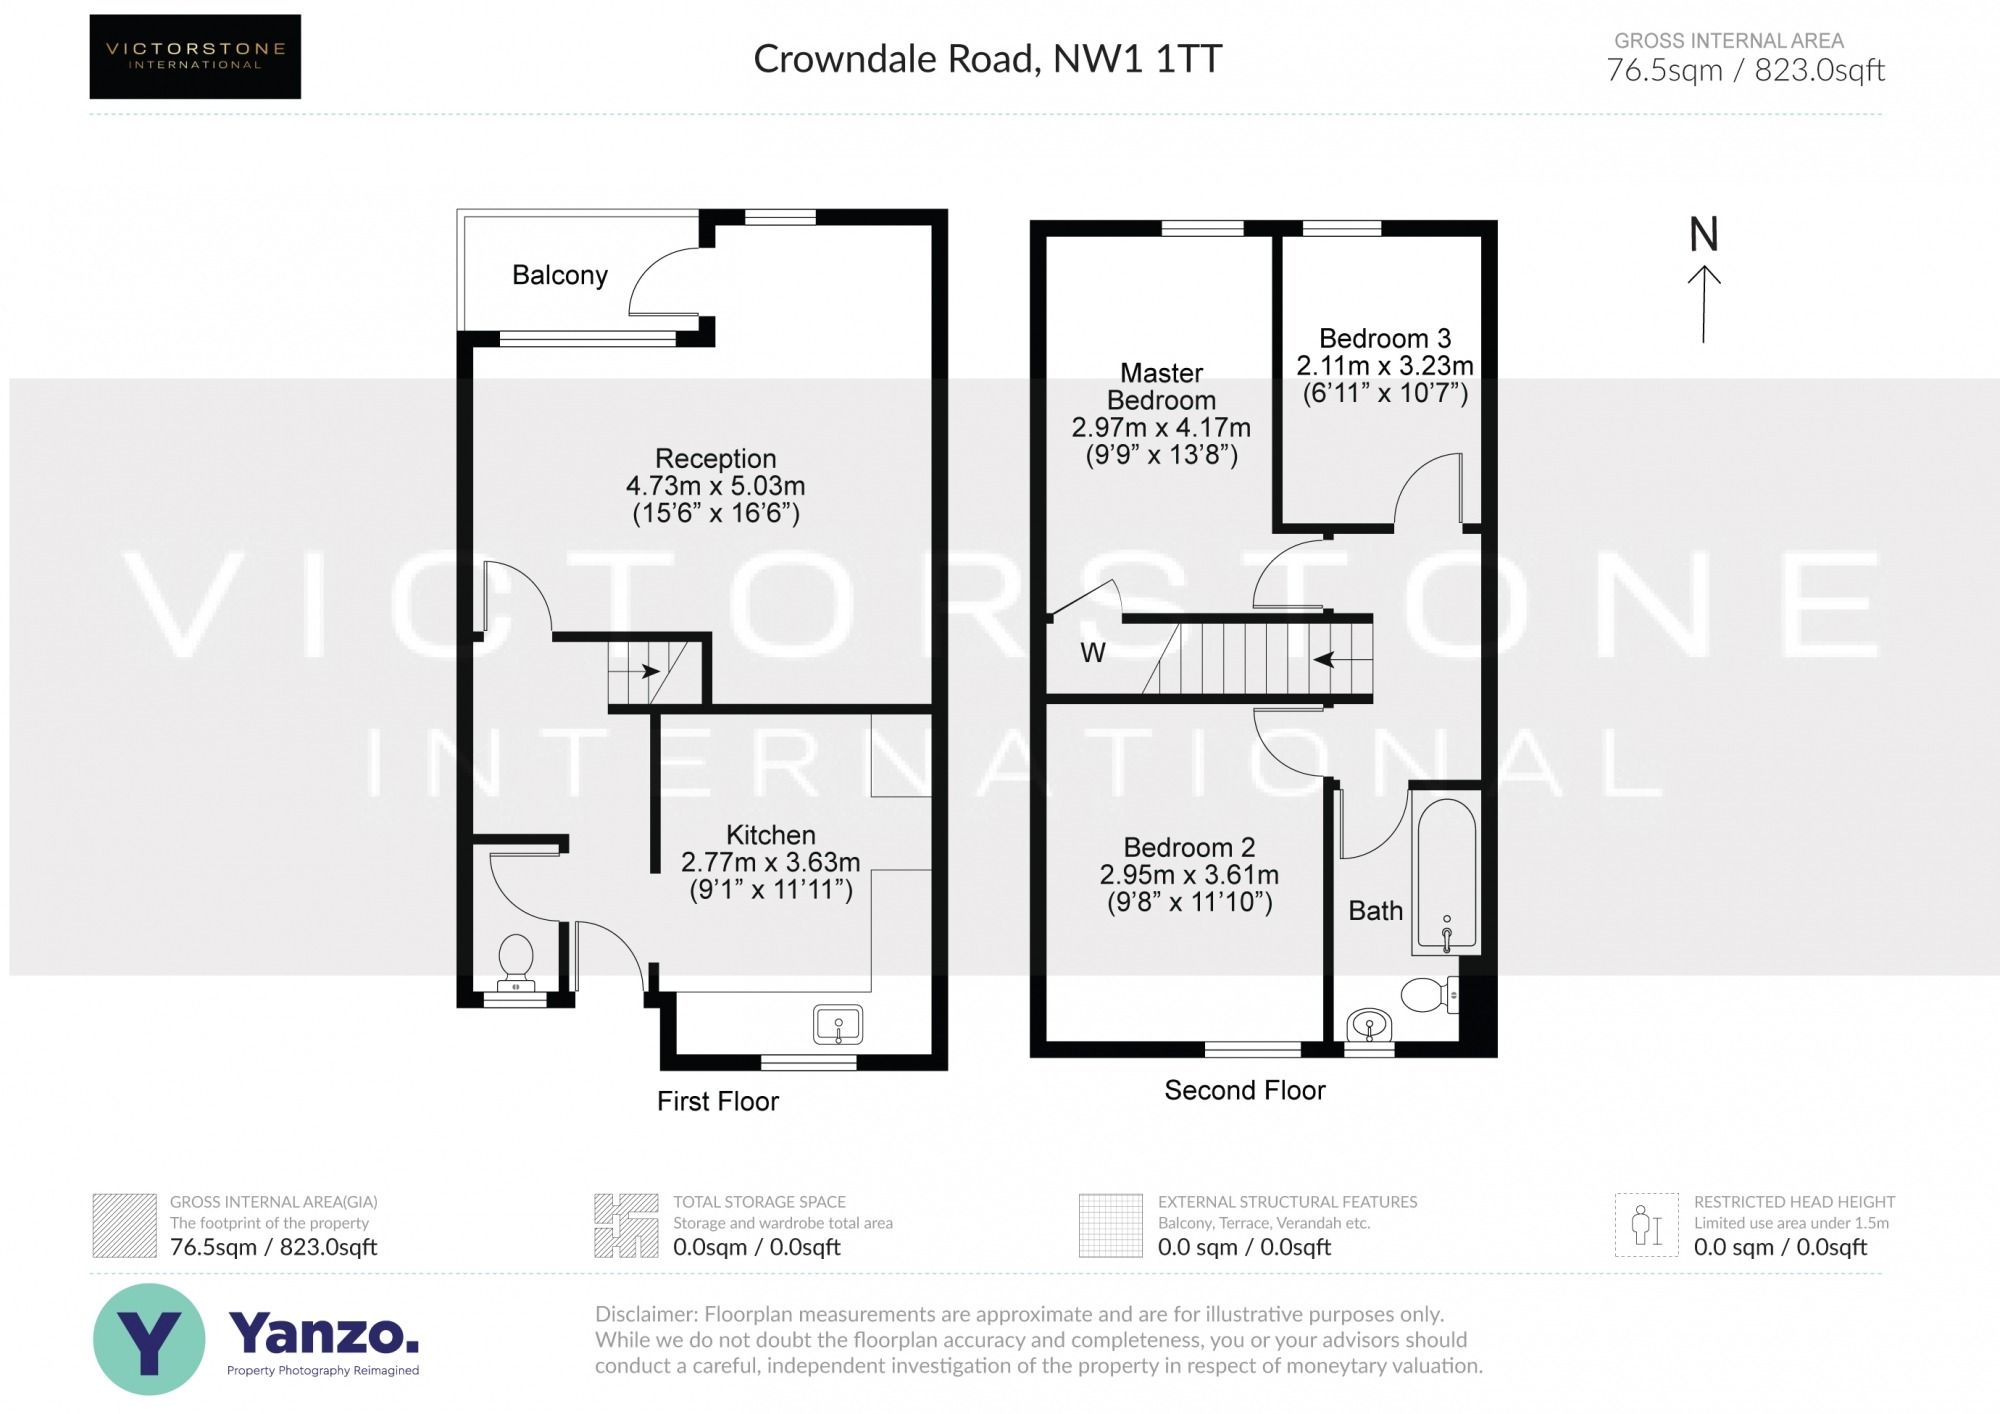 VICTORSTONE
INTERNATIONAL
Crowndale Road, NW1 1TT
GROSS INTERNAL AREA
76.5sqm / 823.0sqft
N
Balcony
Reception
4.73m x 5.03m
(15'6" x 16'6")
Kitchen
2.77m x 3.63m
(9'1" x 11'11")
First Floor
Master
Bedroom
2.97m x 4.17m
(9'9" x 13'8")
Bedroom 3
2.11m x 3.23m
(6'11" x 10'7")
W
Bedroom 2
2.95m x 3.61m
(9'8" x 11'10")
Bath
Second Floor
VICTORSTONE
INTERNATIONAL
GROSS INTERNAL AREA(GIA)
The footprint of the property
76.5sqm / 823.0sqft
TOTAL STORAGE SPACE
Storage and wardrobe total area
0.0sqm / 0.0sqft
EXTERNAL STRUCTURAL FEATURES
Balcony, Terrace, Verandah etc.
0.0 sqm / 0.0sqft
RESTRICTED HEAD HEIGHT
Limited use area under 1.5m
0.0 sqm / 0.0sqft
Y
Yanzo.
Property Photography Reimagined
Disclaimer: Floorplan measurements are approximate and are for illustrative purposes only.
While we do not doubt the floorplan accuracy and completeness, you or your advisors should
conduct a careful, independent investigation of the property in respect of moneytary valuation.